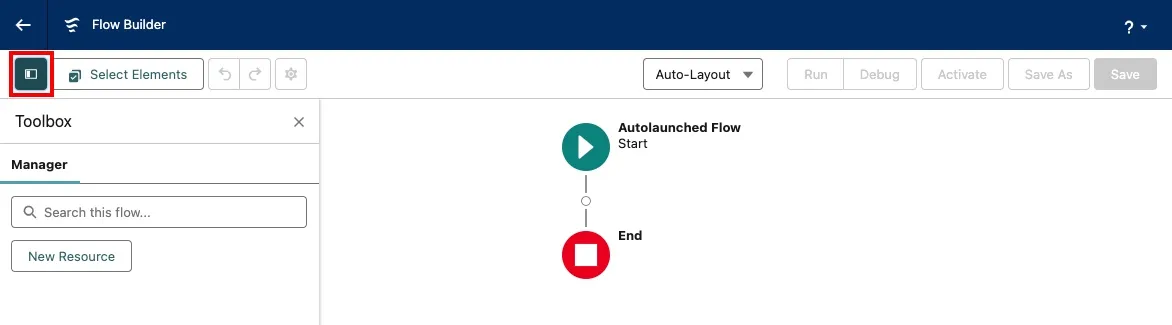 Flow Builder
?
Select Elements
Auto-Layout
Run
Debug
Activate
Save As
Save
Toolbox
Manager
Search this flow...
New Resource
Autolaunched Flow
Start
End